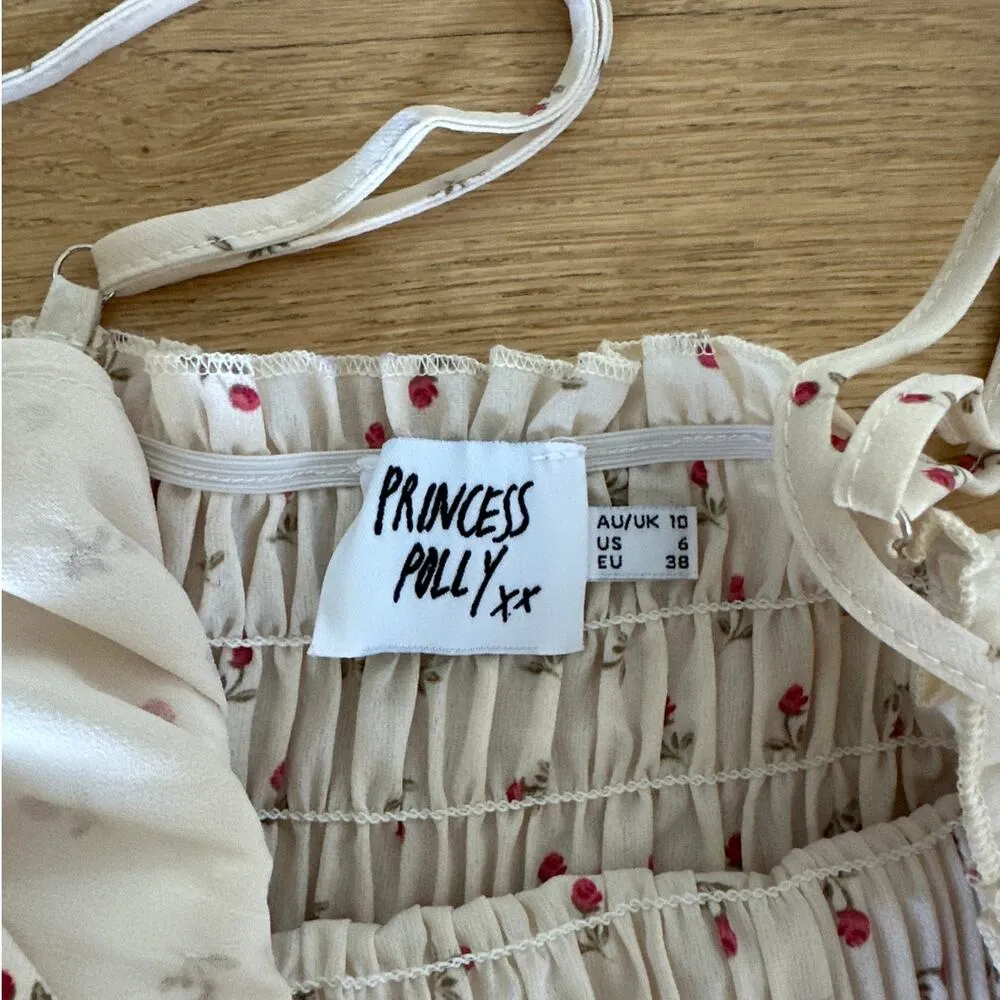 PRINCESS
POLLY xx
AU/UK 10
US 6
EU 38